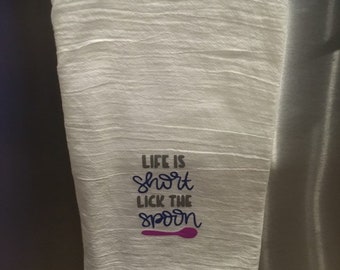 LIFE IS
short
LICK THE
spoon